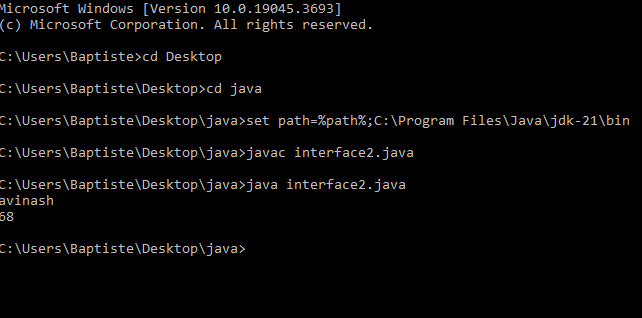 Microsoft Windows [Version 10.0.19045.3693]
(c) Microsoft Corporation. All rights reserved.
C:\Users\Baptiste>cd Desktop
C:\Users\Baptiste\Desktop>cd java
C:\Users\Baptiste\Desktop\java>set path=%path%;C:\Program Files\Java\jdk-21\bin
C:\Users\Baptiste\Desktop\java>javac interface2.java
C:\Users\Baptiste\Desktop\java>java interface2.java
avinash
68
C:\Users\Baptiste\Desktop\java>